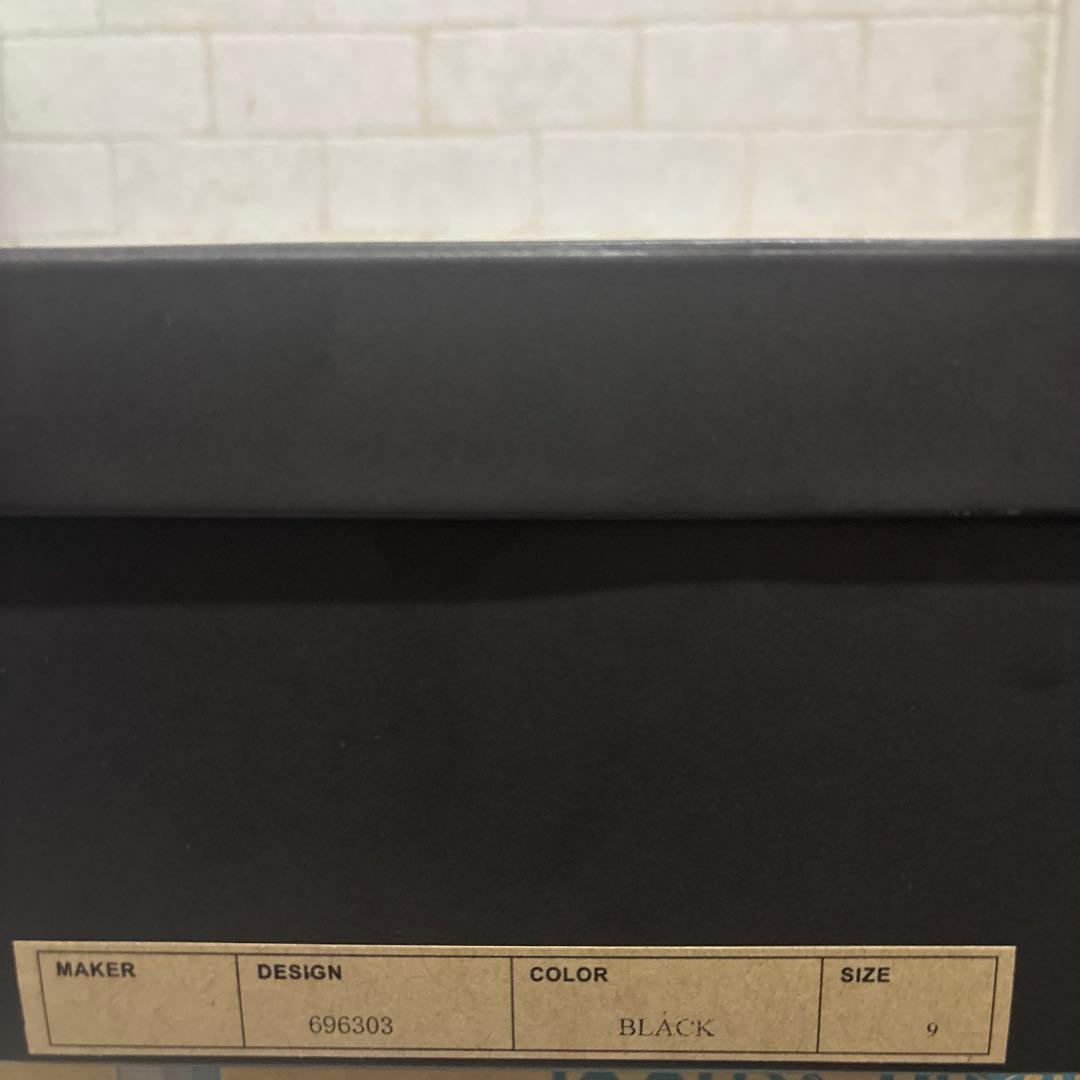 MAKER DESIGN COLOR SIZE
696303 BLACK 9